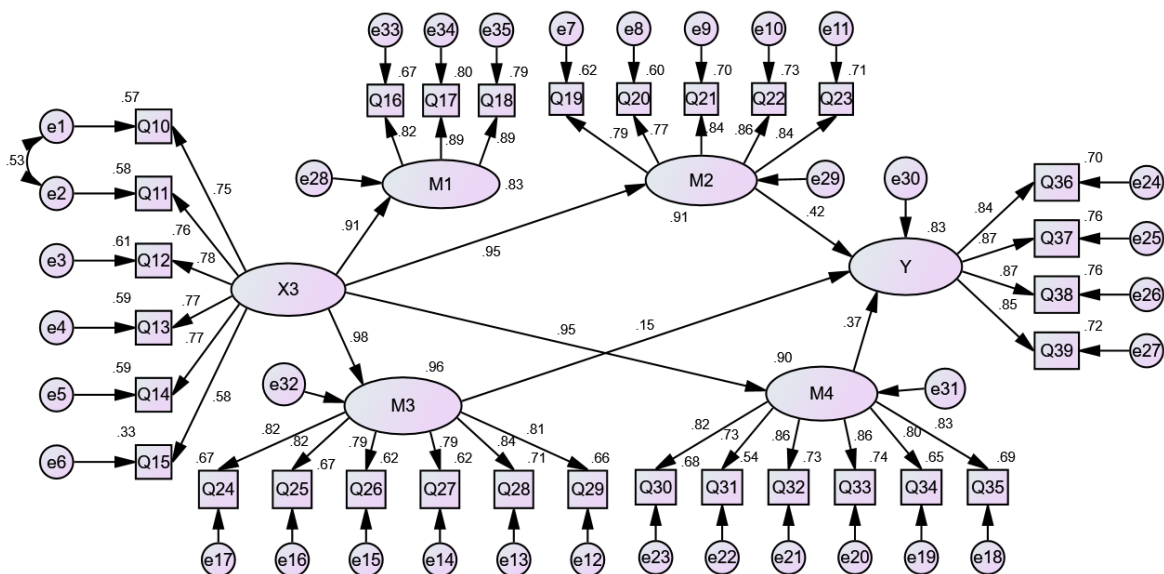 e33 e34 e35 e7 e8 e9 e10 e11
.67 .80 .79 .62 .60 .70 .73 .71
Q16 Q17 Q18 Q19 Q20 Q21 Q22 Q23
.82 .89 .89 .79 .77 .84 .86 .84
.57
e1 Q10
.53
.58
e2 Q11
.75
.76
e28 M1 .83
M2 e29
.91
e30
.42
.70
Q36 e24
.84
.83
.76
.87 Q37 e25
.91
.95
.61
e3 Q12
.78
X3
Y
.87
.76
Q38 e26
.85
.59
e4 Q13
.77
.72
Q39 e27
.98
.95
.15
.37
.59
e5 Q14
.77
.58
e32 .96
M3
.90
M4 e31
.33
e6 Q15
.82 .82 .79 .79 .84 .81
.67 .67 .62 .62 .71 .66
Q24 Q25 Q26 Q27 Q28 Q29
e17 e16 e15 e14 e13 e12
.82 .73 .86 .86 .80 .83
.68 .54 .73 .74 .65 .69
Q30 Q31 Q32 Q33 Q34 Q35
e23 e22 e21 e20 e19 e18